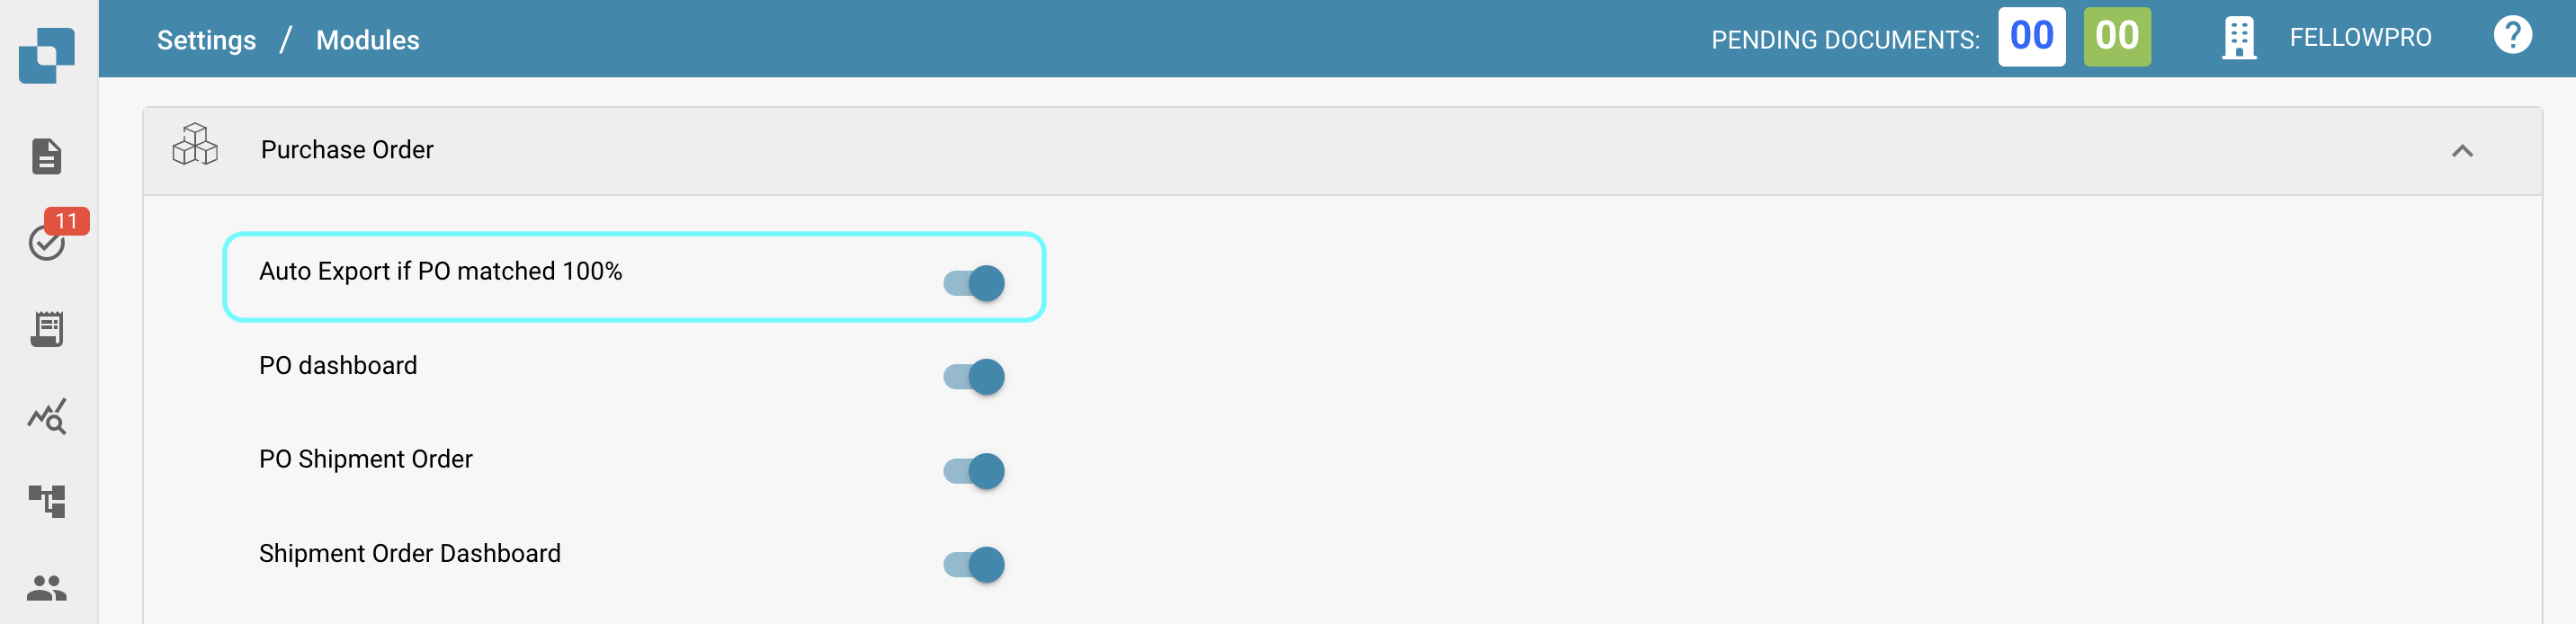 Settings / Modules
PENDING DOCUMENTS: 00 00 FELLOWPRO ?
Purchase Order
11
Auto Export if PO matched 100%
PO dashboard
PO Shipment Order
Shipment Order Dashboard